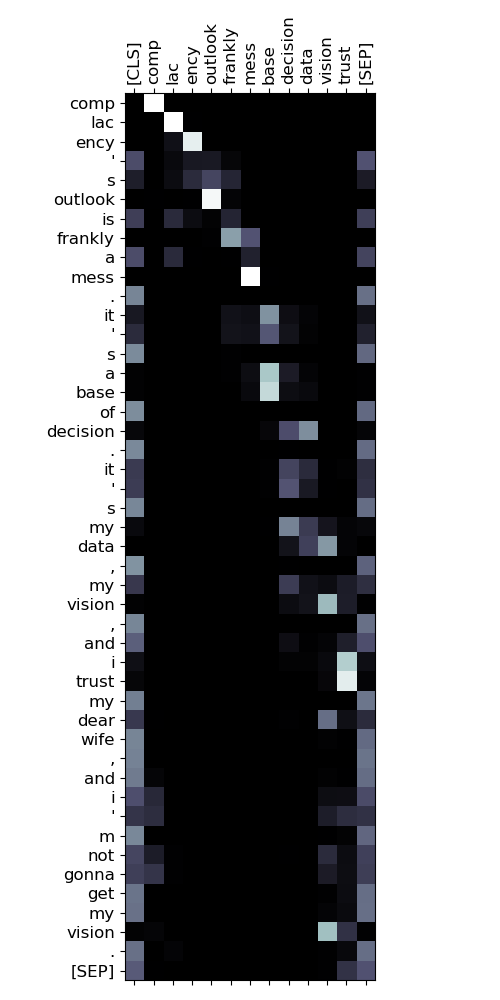 [CLS]
comp
lac
ency
outlook
frankly
mess
base
decision
data
vision
trust
[SEP]
comp
lac
ency
'
s
outlook
is
frankly
a
mess
.
it
'
s
a
base
of
decision
.
it
'
s
my
data
,
my
vision
,
and
i
trust
my
dear
wife
,
and
i
'
m
not
gonna
get
my
vision
.
[SEP]